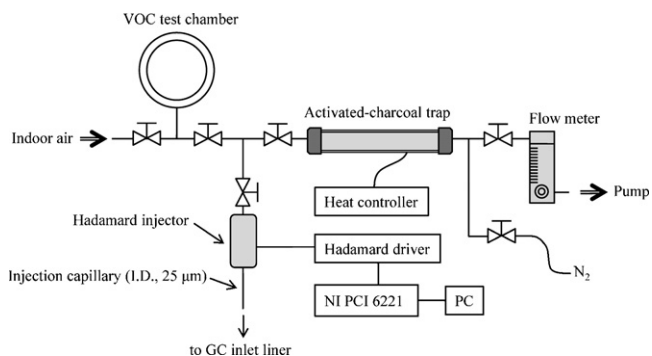 VOC test chamber
Activated-charcoal trap
Flow meter
Indoor air
Pump
Heat controller
Hadamard injector
Hadamard driver
N₂
Injection capillary (I.D., 25 μm)
NI PCI 6221
PC
to GC inlet liner